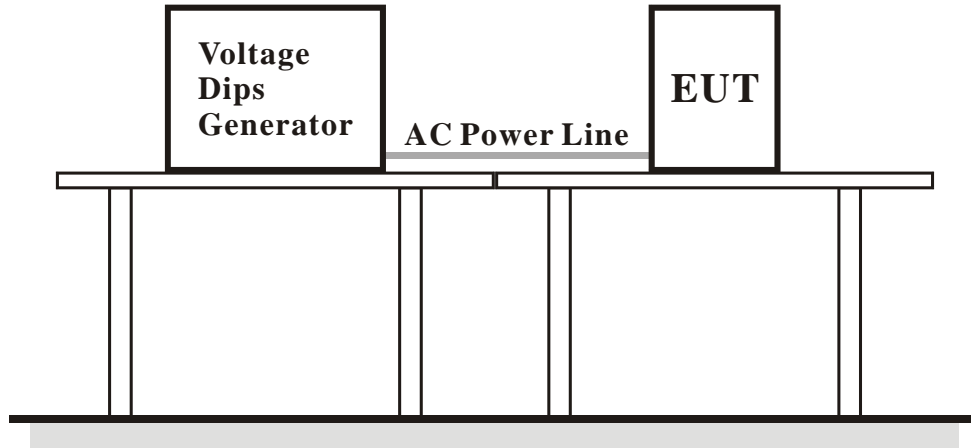 Voltage
Dips
Generator
EUT
AC Power Line